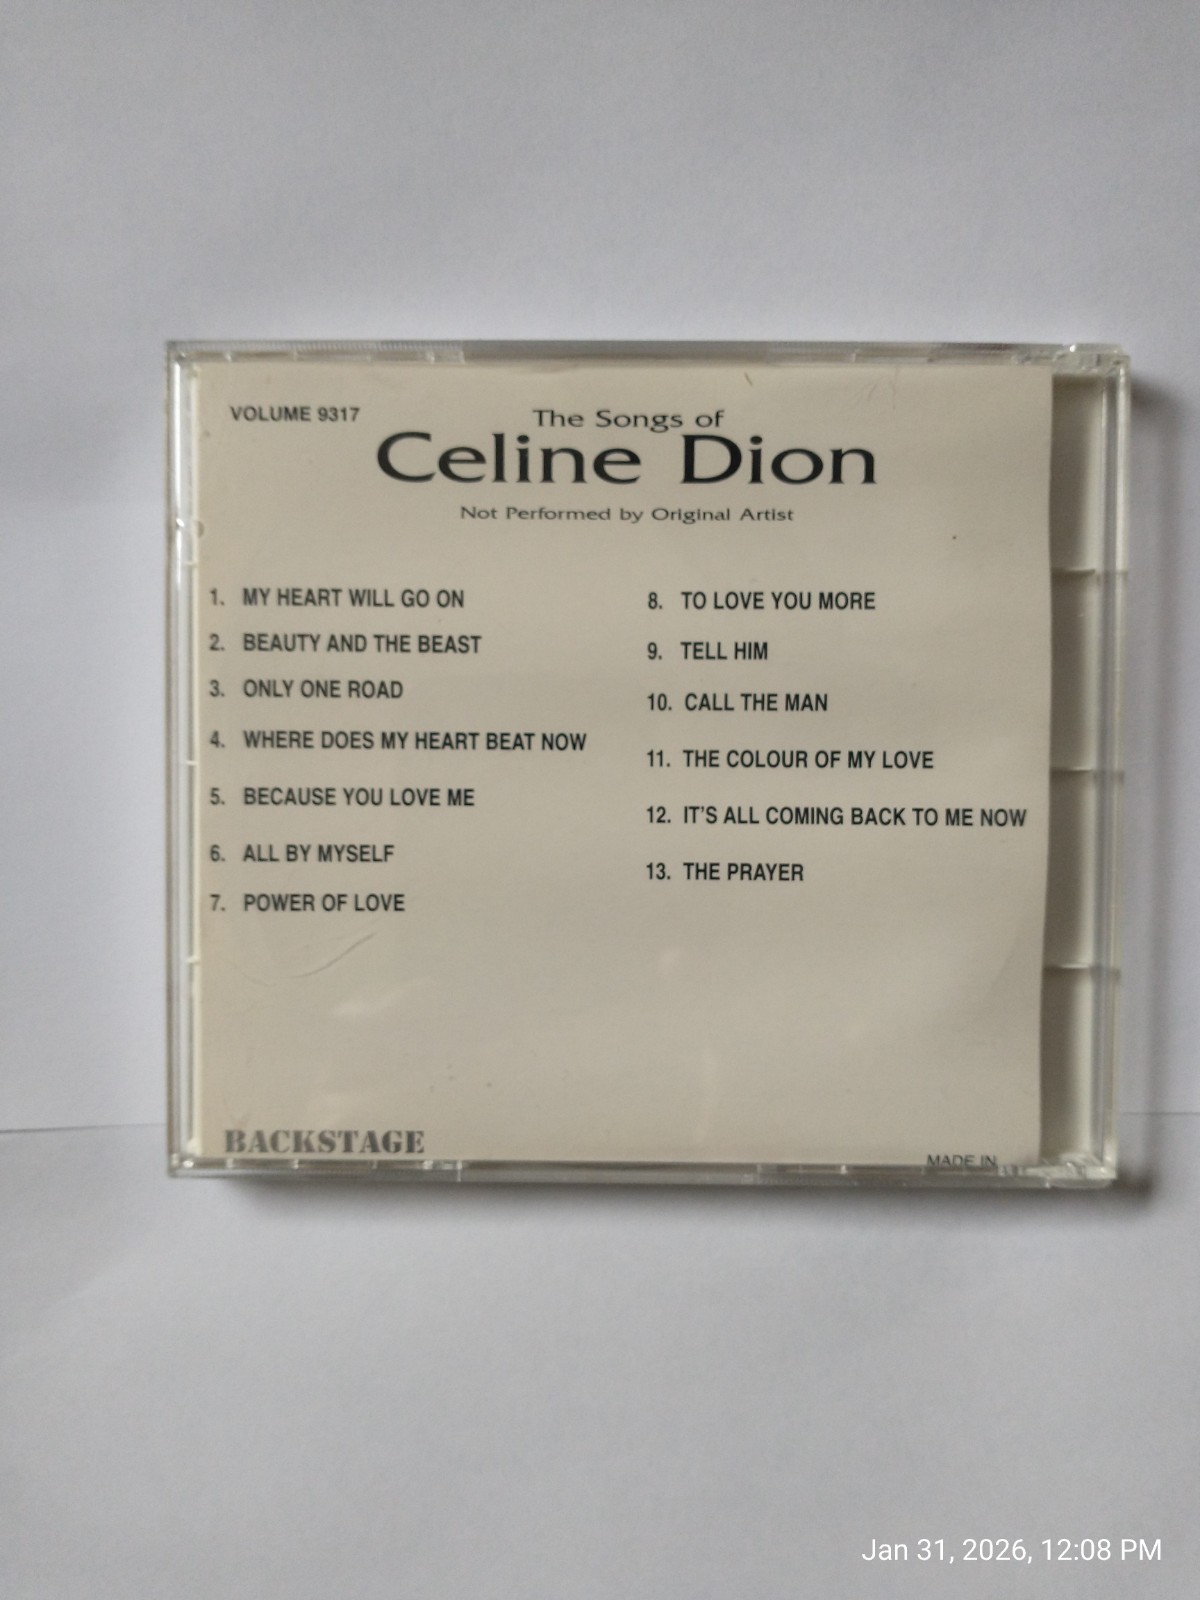 VOLUME 9317
The Songs of
Celine Dion
Not Performed by Original Artist
1. MY HEART WILL GO ON
2. BEAUTY AND THE BEAST
3. ONLY ONE ROAD
4. WHERE DOES MY HEART BEAT NOW
5. BECAUSE YOU LOVE ME
6. ALL BY MYSELF
7. POWER OF LOVE
8. TO LOVE YOU MORE
9. TELL HIM
10. CALL THE MAN
11. THE COLOUR OF MY LOVE
12. IT'S ALL COMING BACK TO ME NOW
13. THE PRAYER
BACKSTAGE
MADE IN
Jan 31, 2026, 12:08 PM